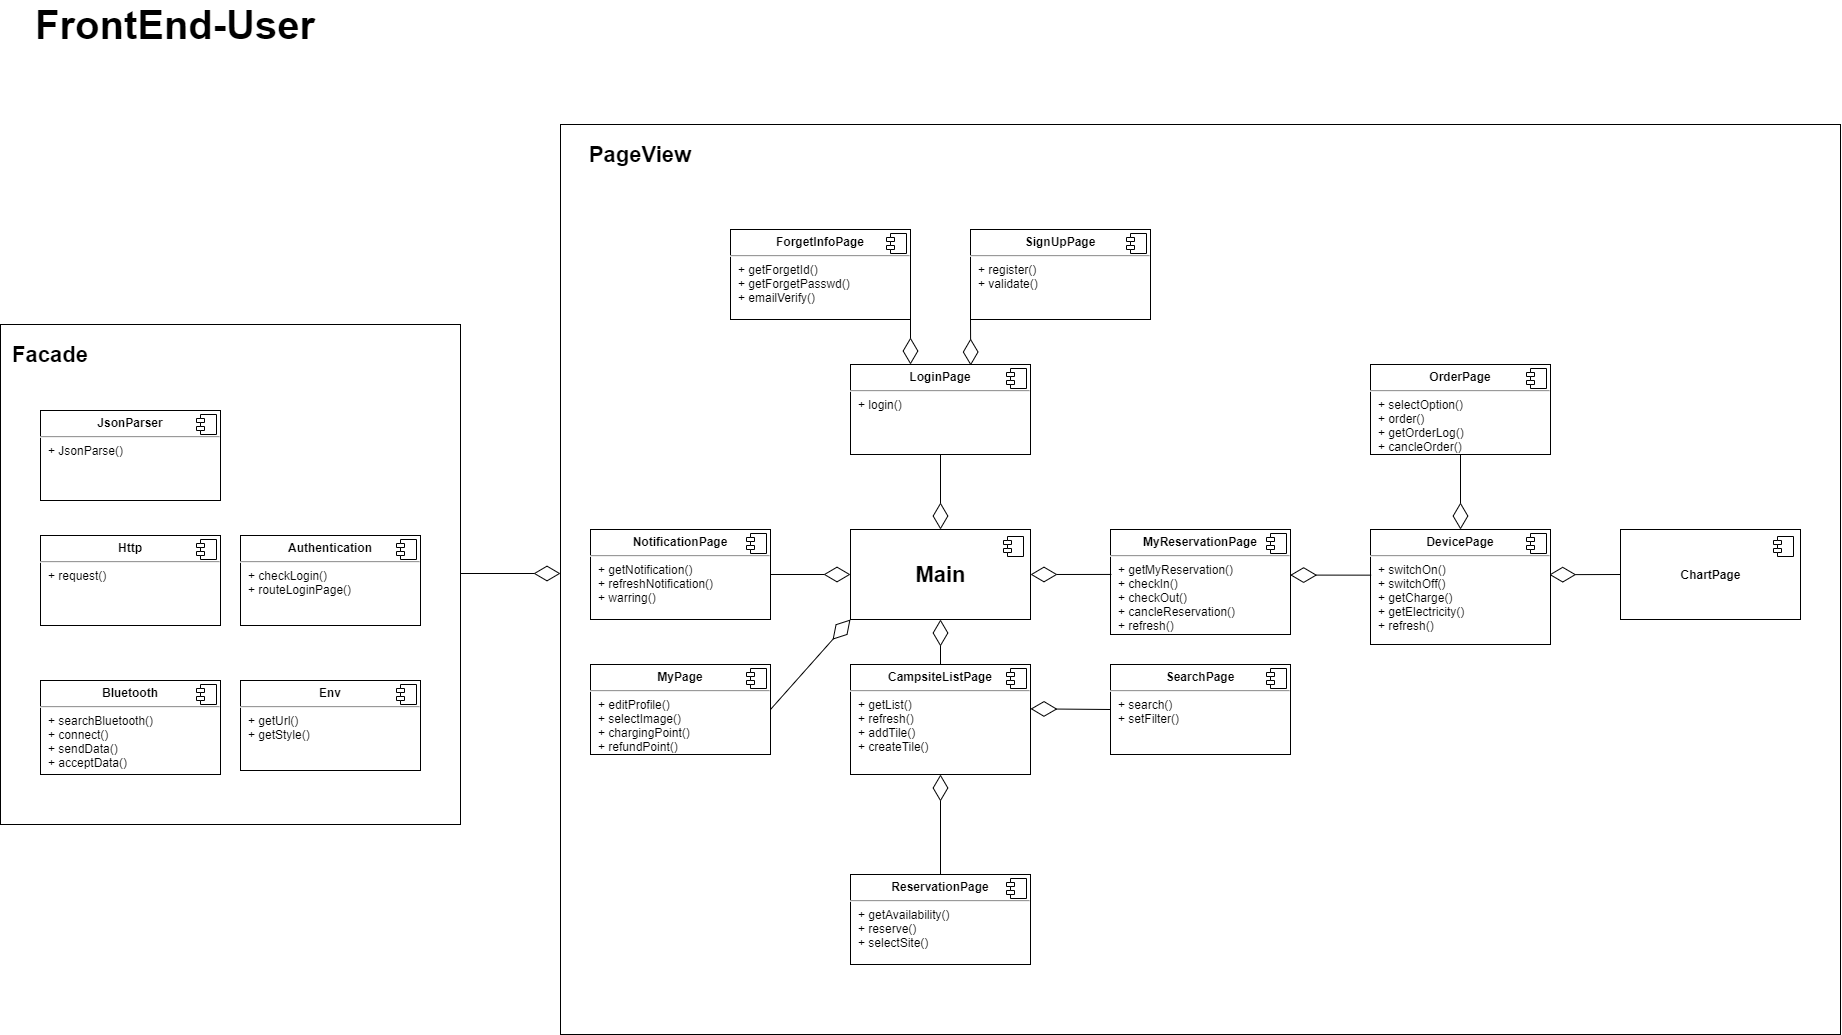 FrontEnd-User
PageView
ForgetInfoPage
+ getForgetId()
+ getForgetPasswd()
+ emailVerify()
SignUpPage
+ register()
+ validate()
Facade
JsonParser
+ JsonParse()
Http
+ request()
Authentication
+ checkLogin()
+ routeLoginPage()
Bluetooth
+ searchBluetooth()
+ connect()
+ sendData()
+ acceptData()
Env
+ getUrl()
+ getStyle()
LoginPage
+ login()
OrderPage
+ selectOption()
+ order()
+ getOrderLog()
+ cancleOrder()
NotificationPage
+ getNotification()
+ refreshNotification()
+ warring()
Main
MyReservationPage
+ getMyReservation()
+ checkIn()
+ checkOut()
+ cancleReservation()
+ refresh()
DevicePage
+ switchOn()
+ switchOff()
+ getCharge()
+ getElectricity()
+ refresh()
ChartPage
MyPage
+ editProfile()
+ selectImage()
+ chargingPoint()
+ refundPoint()
CampsiteListPage
+ getList()
+ refresh()
+ addTile()
+ createTile()
SearchPage
+ search()
+ setFilter()
ReservationPage
+ getAvailability()
+ reserve()
+ selectSite()